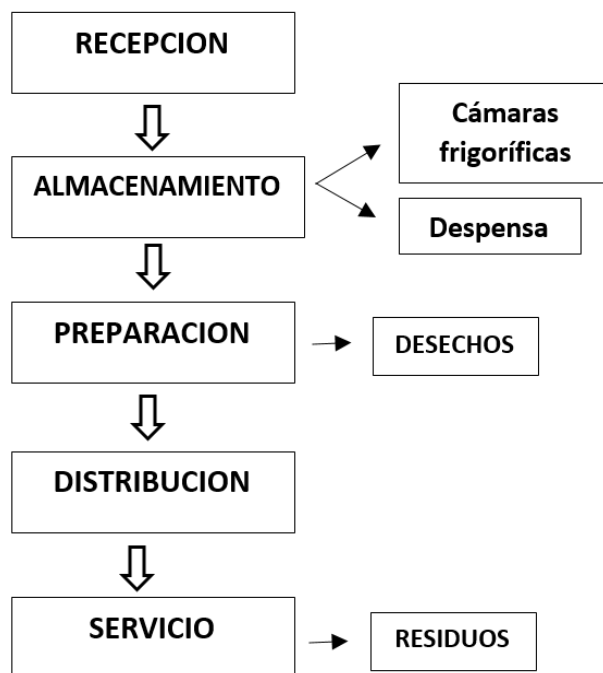 RECEPCION
Cámaras
frigoríficas
ALMACENAMIENTO
Despensa
PREPARACION
DESECHOS
DISTRIBUCION
SERVICIO
RESIDUOS